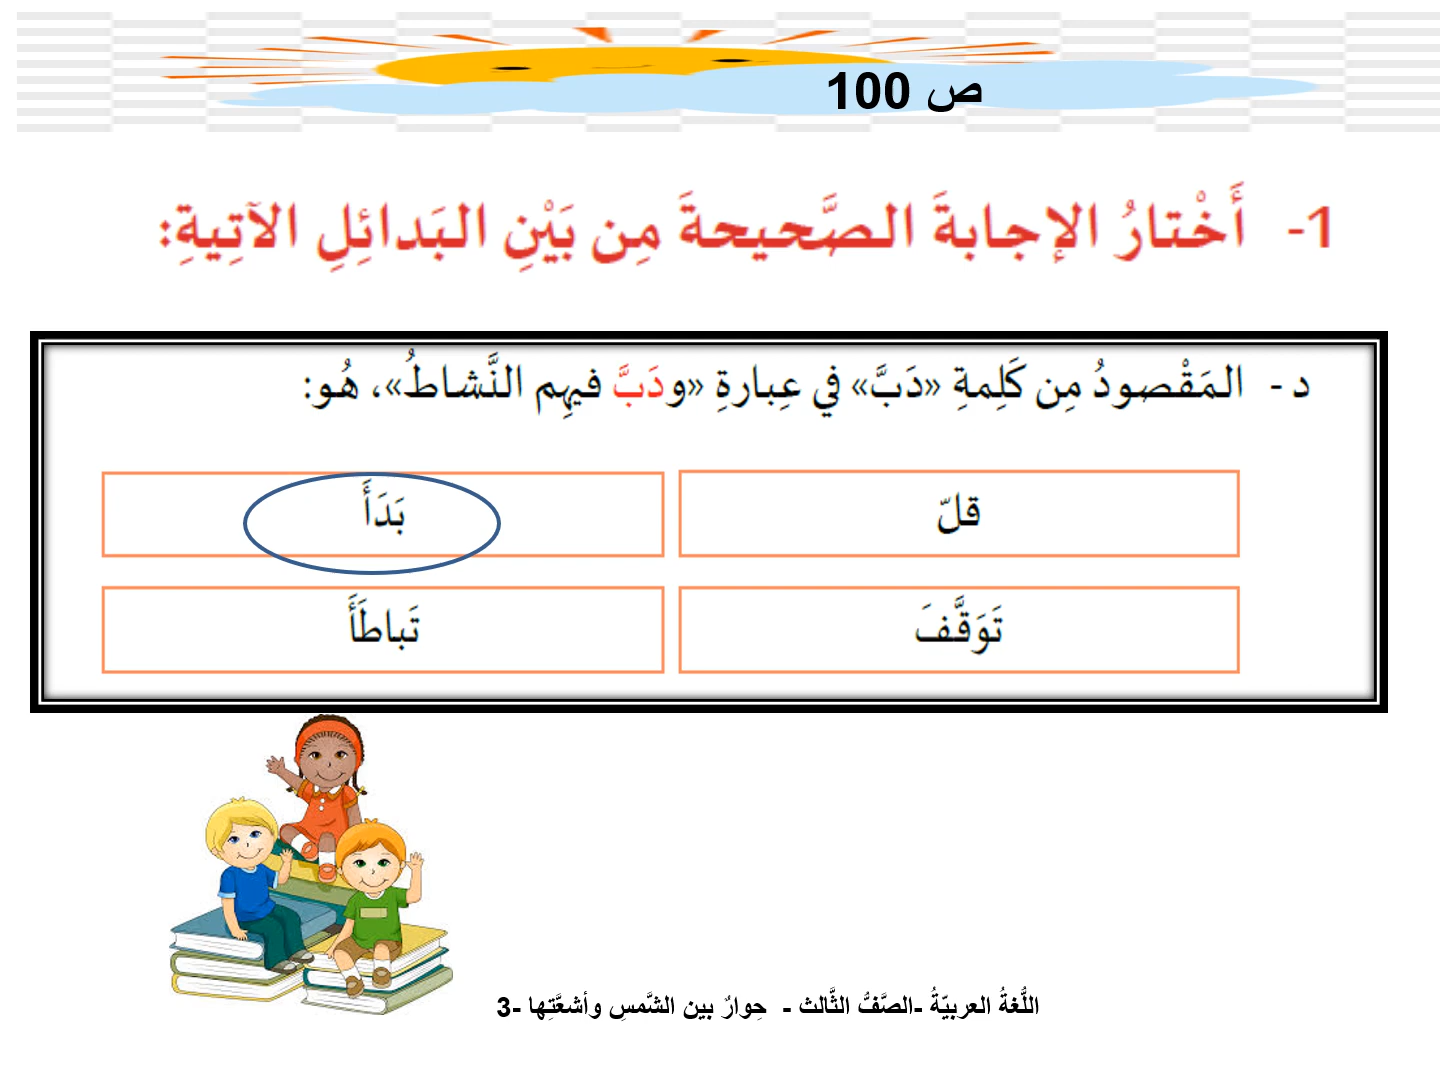 ص 100
1- أَخْتارُ الإجابةَ الصَّحيحةَ مِن بَيْنِ البَدائِلِ الآتِيةِ:
د - المَقْصودُ مِن كَلِمةِ «دَبَّ» في عِبارةِ «ودَبَّ فيهِم النَّشاطُ»، هُو:
قلّ
بَدَأَ
تَوَقَّفَ
تَباطَأَ
اللُّغةُ العربيّةُ -الصَّفُّ الثَّالث - حِوارٌ بين الشَّمسِ وأشعَّتِها -3